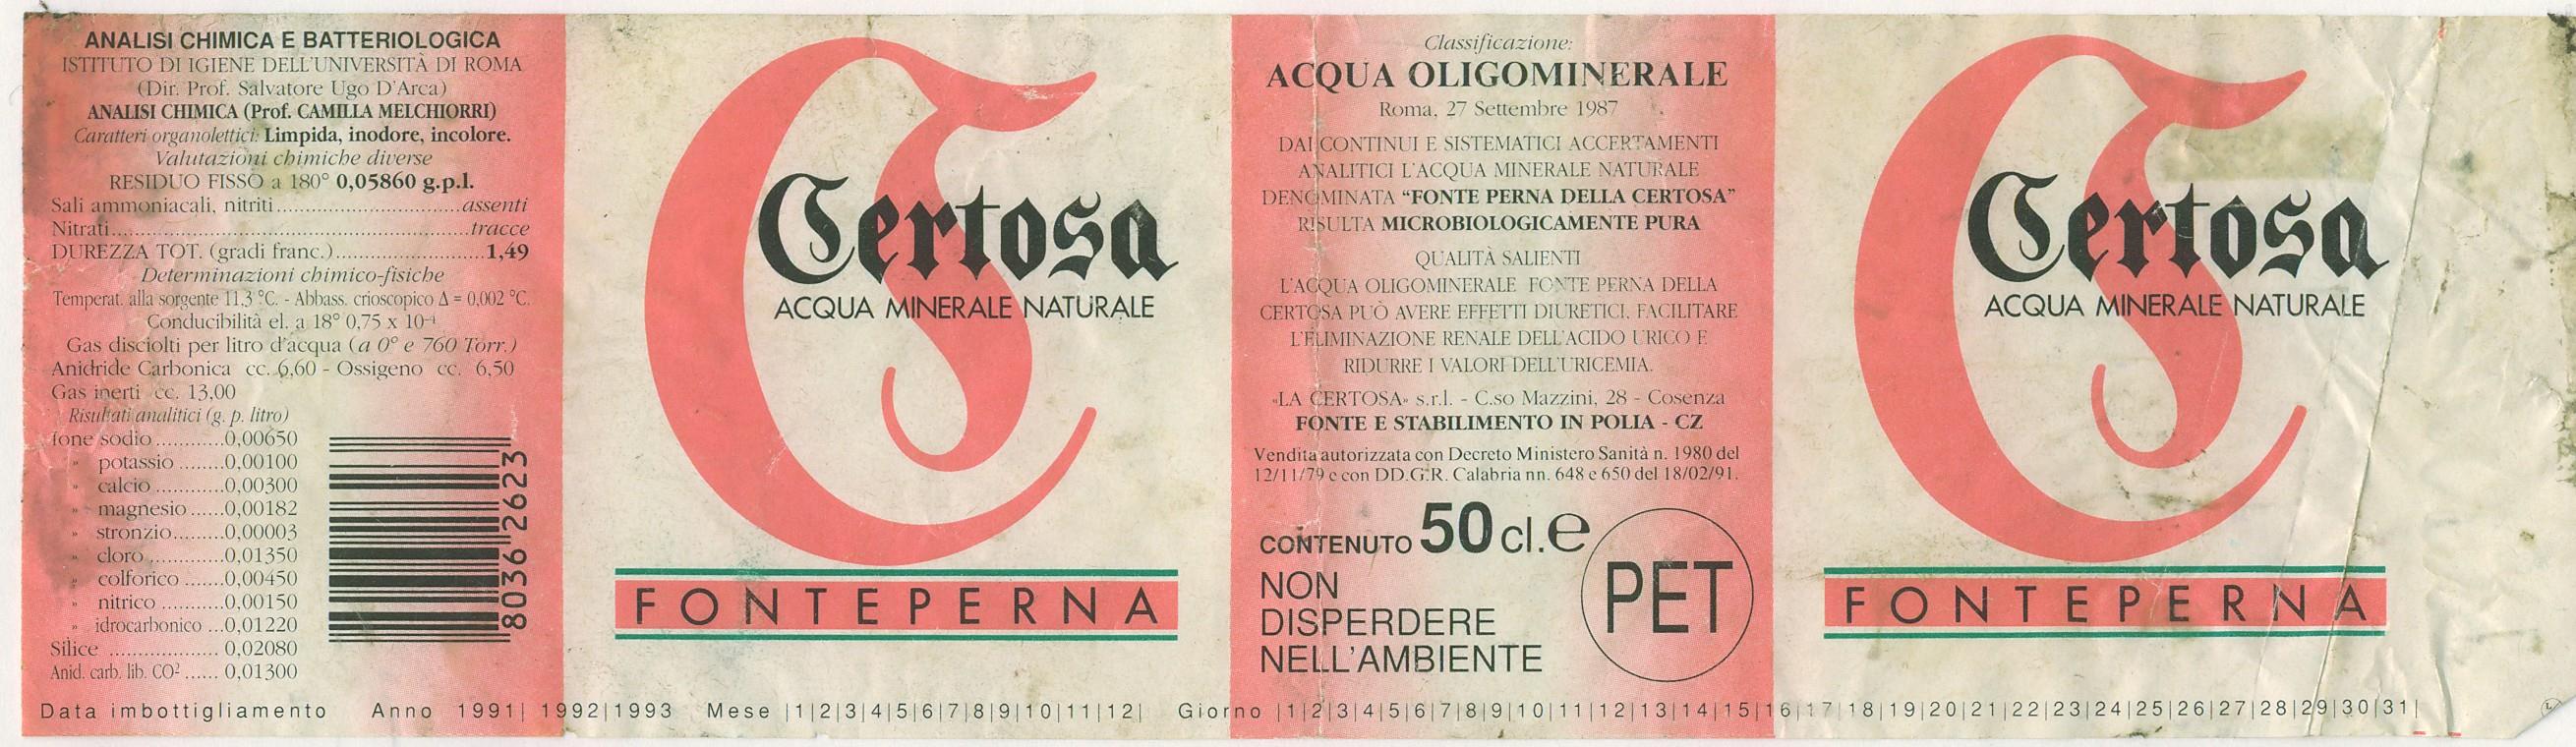 ANALISI CHIMICA E BATTERIOLOGICA
ISTITUTO DI IGIENE DELL'UNIVERSITÀ DI ROMA
(Dir. Prof. Salvatore Ugo D'Arca)
ANALISI CHIMICA (Prof. CAMILLA MELCHIORRI)
Caratteri organolettici: Limpida, inodore, incolore.
Valutazioni chimiche diverse
RESIDUO FISSO a 180° 0,05860 g.p.l.
Sali ammoniacali, nitriti..............................assenti
Nitrati..........................................................tracce
DUREZZA TOT. (gradi franc.)........................1,49
Determinazioni chimico-fisiche
Temperat. alla sorgente 11,3 °C. - Abbass. crioscopico Δ = 0,002 °C.
Conducibilità el. a 18° 0,75 x 10⁻⁴
Gas disciolti per litro d'acqua (a 0° e 760 Torr.)
Anidride Carbonica cc. 6,60 - Ossigeno cc. 6,50
Gas inerti cc. 13,00
Risultati analitici (g. p. litro)
Ione sodio ...........0,00650
» potassio ........0,00100
» calcio ...........0,00300
» magnesio ......0,00182
» stronzio.........0,00003
» cloro .............0,01350
» colforico .......0,00450
» nitrico ..........0,00150
» idrocarbonico ...0,01220
Silice ................. 0,02080
Anid. carb. lib. CO² ...... 0,01300
80362623
Certosa
ACQUA MINERALE NATURALE
FONTEPERNA
Classificazione:
ACQUA OLIGOMINERALE
Roma, 27 Settembre 1987
DAI CONTINUI E SISTEMATICI ACCERTAMENTI
ANALITICI L'ACQUA MINERALE NATURALE
DENOMINATA “FONTE PERNA DELLA CERTOSA”
RISULTA MICROBIOLOGICAMENTE PURA
QUALITÀ SALIENTI
L'ACQUA OLIGOMINERALE FONTE PERNA DELLA
CERTOSA PUÒ AVERE EFFETTI DIURETICI, FACILITARE
L'ELIMINAZIONE RENALE DELL'ACIDO URICO E
RIDURRE I VALORI DELL'URICEMIA.
«LA CERTOSA» s.r.l. - C.so Mazzini, 28 - Cosenza
FONTE E STABILIMENTO IN POLIA - CZ
Vendita autorizzata con Decreto Ministero Sanità n. 1980 del
12/11/79 e con DD.G.R. Calabria nn. 648 e 650 del 18/02/91.
CONTENUTO 50 cl. e
NON
DISPERDERE
NELL'AMBIENTE
PET
Certosa
ACQUA MINERALE NATURALE
FONTEPERNA
Data imbottigliamento Anno 1991| 1992|1993 Mese |1|2|3|4|5|6|7|8|9|10|11|12| Giorno |1|2|3|4|5|6|7|8|9|10|11|12|13|14|15|16|17|18|19|20|21|22|23|24|25|26|27|28|29|30|31|